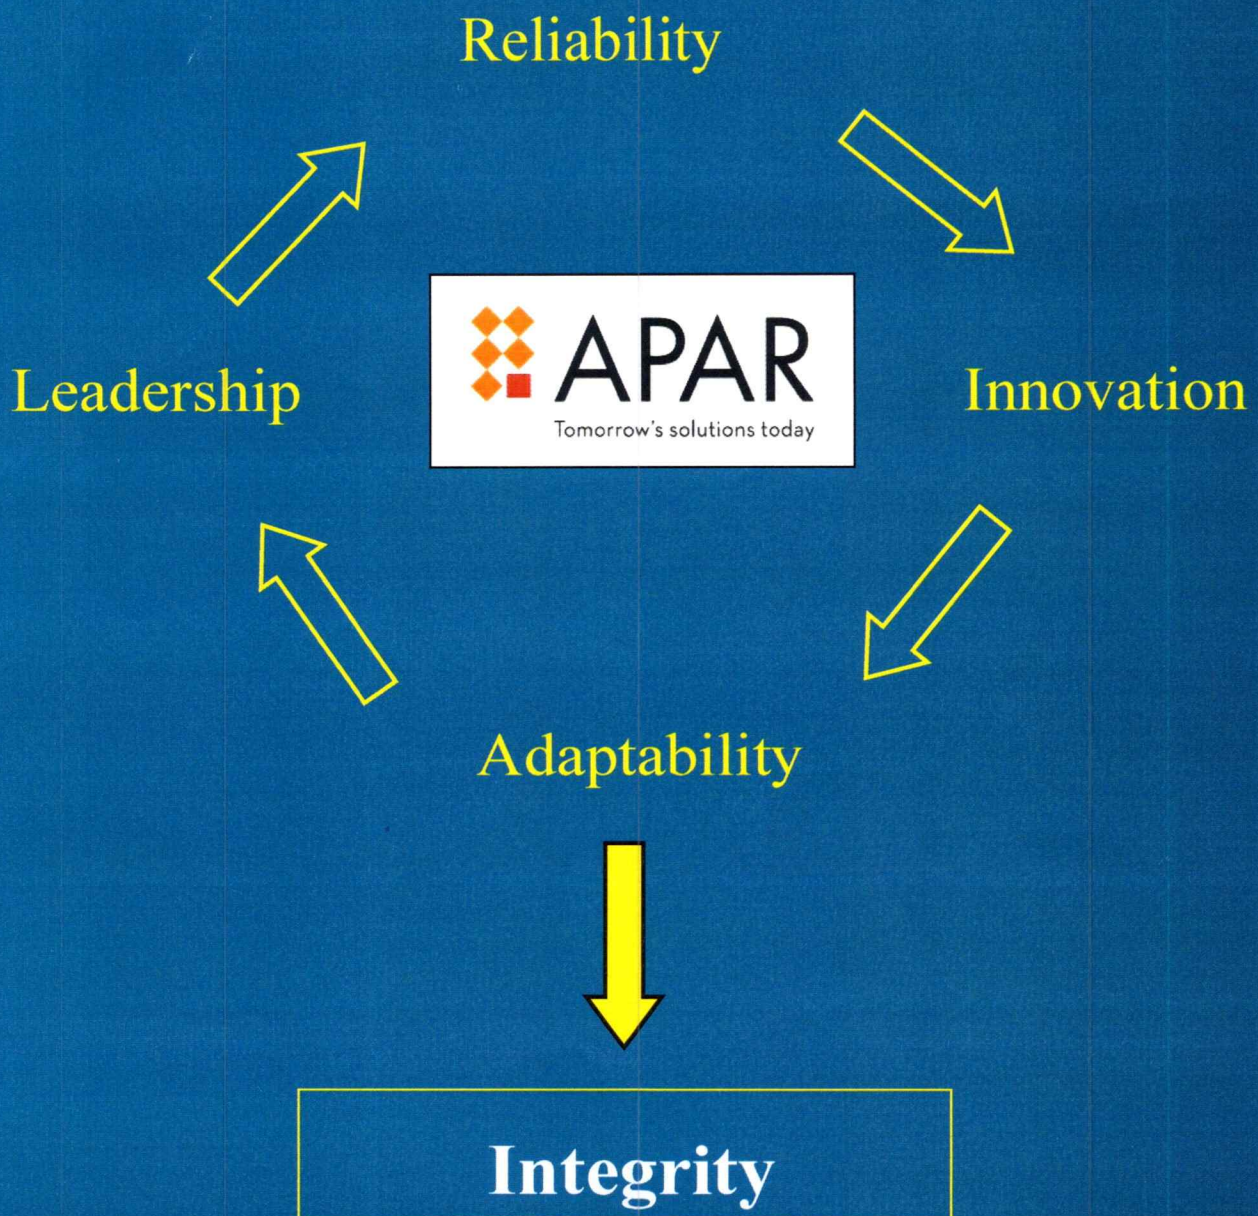 Reliability
Leadership
APAR
Tomorrow's solutions today
Innovation
Adaptability
Integrity